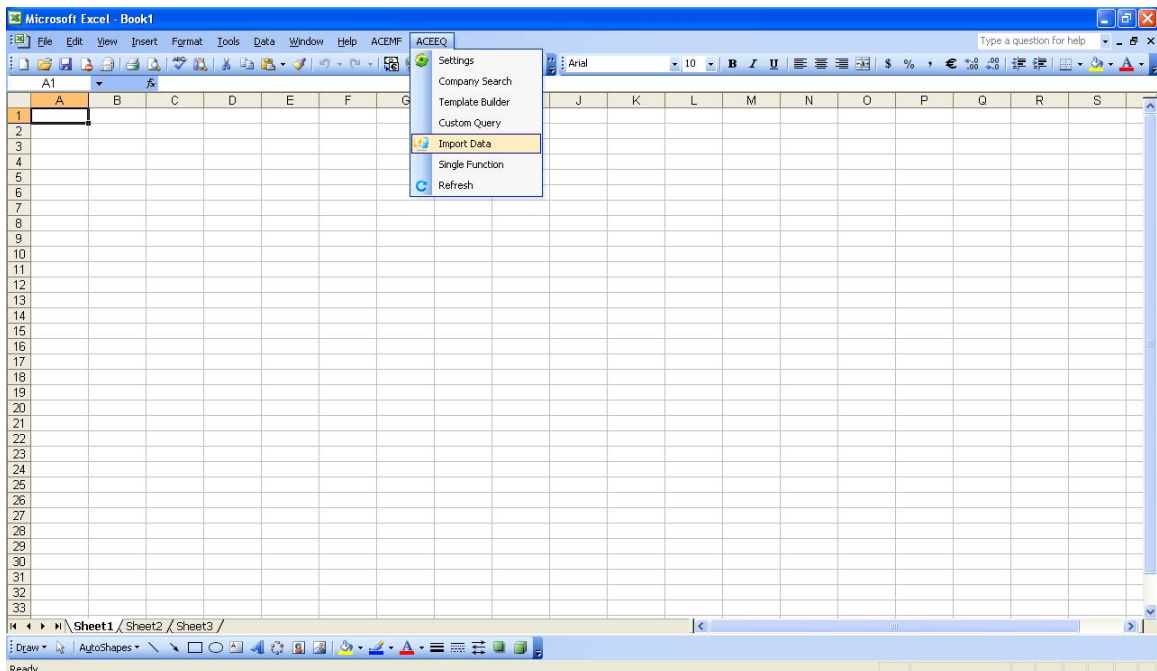 Microsoft Excel - Book1
File Edit View Insert Format Tools Data Window Help ACEMF ACEEQ Type a question for help
Arial 10 B I U $ % , € .00 A
A1 fx
Settings
Company Search
Template Builder
Custom Query
Import Data
Single Function
Refresh
A B C D E F G J K L M N O P Q R S
1
2
3
4
5
6
7
8
9
10
11
12
13
14
15
16
17
18
19
20
21
22
23
24
25
26
27
28
29
30
31
32
33
Sheet1 Sheet2 Sheet3
Draw AutoShapes A
Ready